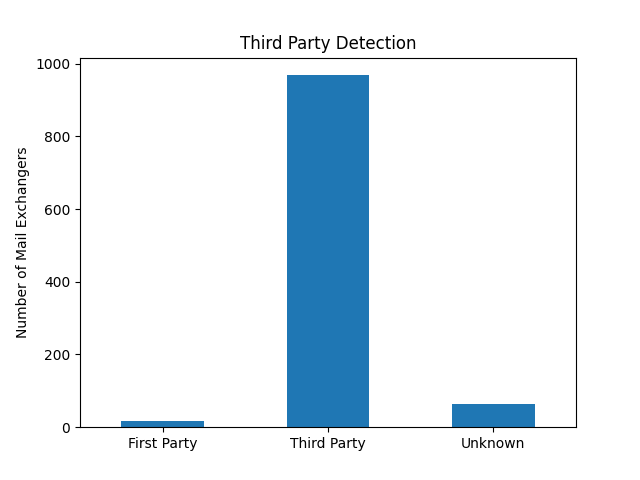 Third Party Detection
Number of Mail Exchangers
1000
800
600
400
200
0
First Party
Third Party
Unknown